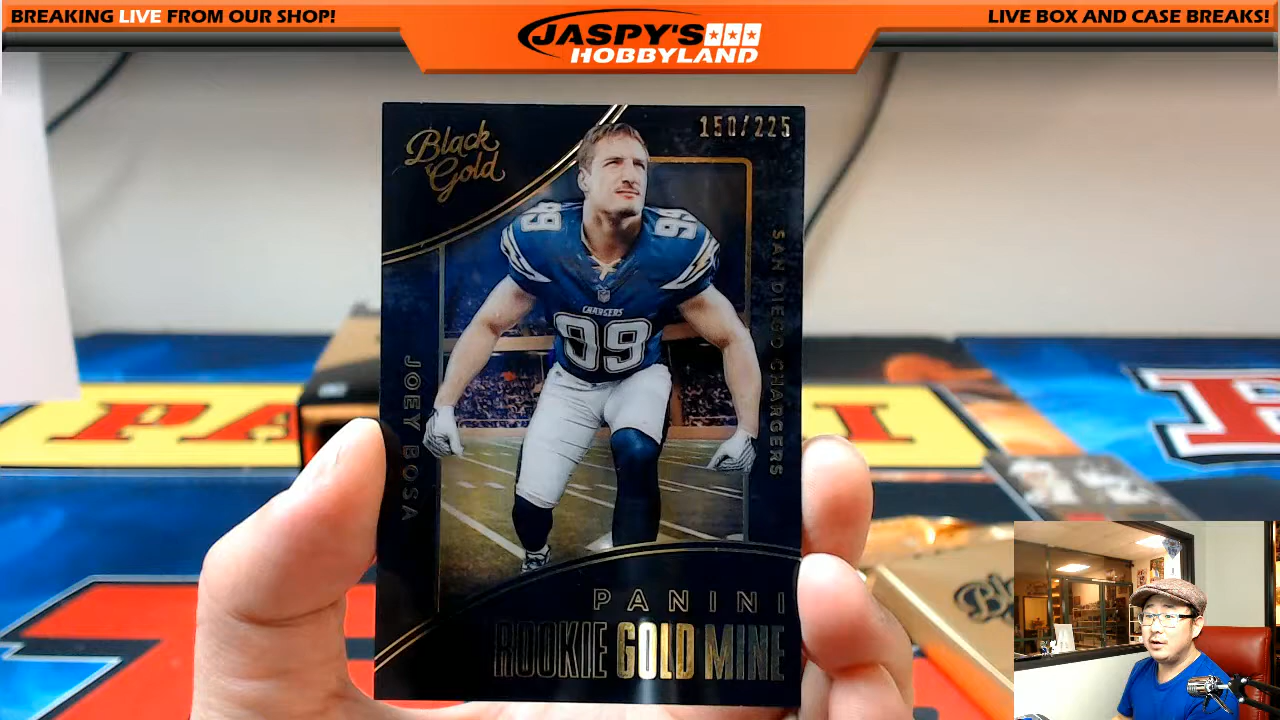 BREAKING LIVE FROM OUR SHOP!
JASPY'S
HOBBYLAND
LIVE BOX AND CASE BREAKS!
Black
Gold
150/225
99
99
CHARGERS
99
JOEY BOSA
SAN DIEGO CHARGERS
PANINI
ROOKIE GOLD MINE